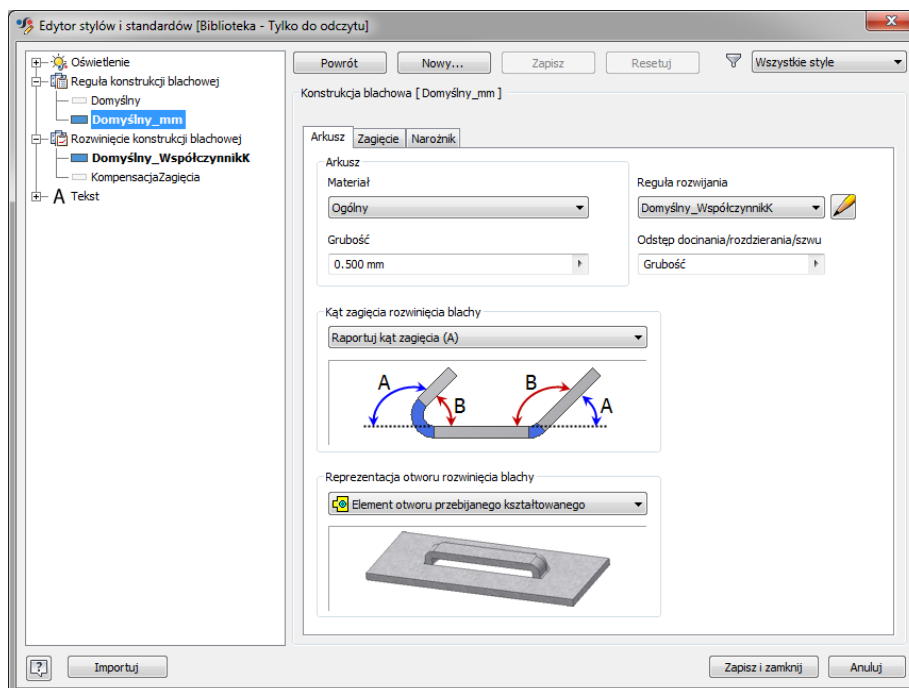 Edytor stylów i standardów [Biblioteka - Tylko do odczytu]
Oświetlenie
Reguła konstrukcji blachowej
Domyślny
Domyślny_mm
Rozwinięcie konstrukcji blachowej
Domyślny_WspółczynnikK
KompensacjaZagięcia
A Tekst
Powrót Nowy... Zapisz Resetuj Wszystkie style
Konstrukcja blachowa [ Domyślny_mm ]
Arkusz Zagięcie Narożnik
Arkusz
Materiał Reguła rozwijania
Ogólny Domyślny_WspółczynnikK
Grubość Odstęp docinania/rozdzierania/szwu
0.500 mm Grubość
Kąt zagięcia rozwinięcia blachy
Raportuj kąt zagięcia (A)
A B
B A
Reprezentacja otworu rozwinięcia blachy
Element otworu przebijanego kształtowanego
? Importuj Zapisz i zamknij Anuluj